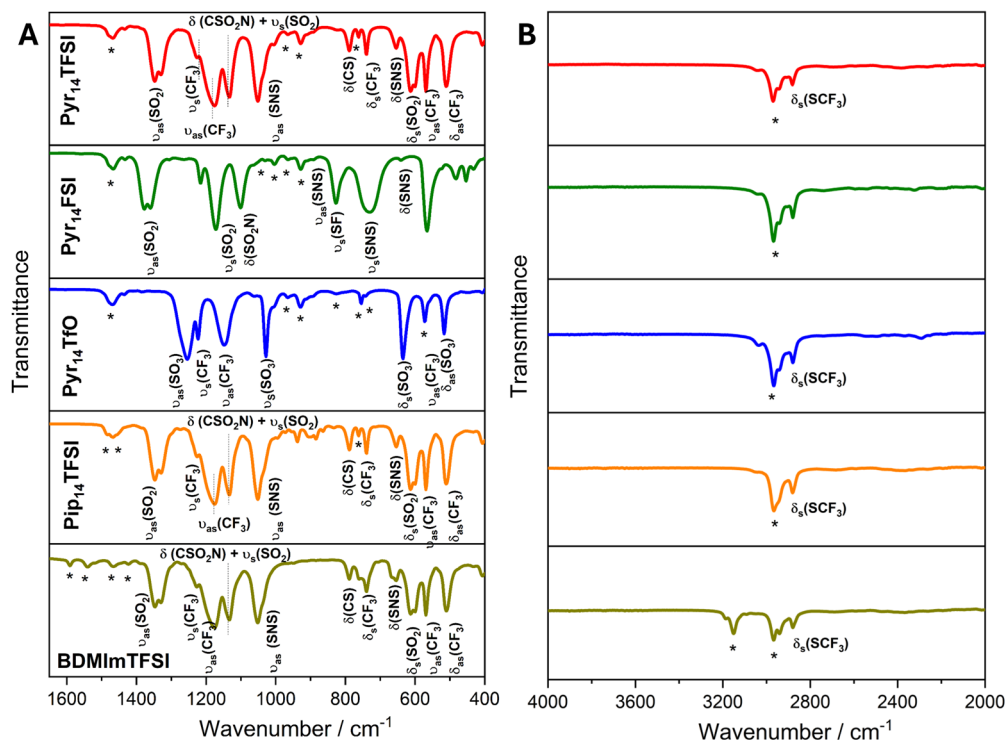 A
δ (CSO₂N) + υₛ(SO₂)
Pyr₁₄TFSI
*
υₐₛ(SO₂)
υₛ(CF₃)
υₐₛ(CF₃)
υₐₛ (SNS)
*
*
δ(CS)
*
δₛ(CF₃)
δ(SNS)
δₛ(SO₂)
υₐₛ(CF₃)
δₐₛ(CF₃)
Pyr₁₄FSI
*
υₐₛ(SO₂)
υₛ(SO₂)
δ(SO₂N)
*
*
*
*
υₐₛ(SNS)
υₛ(SF)
υₛ(SNS)
δ(SNS)
Pyr₁₄TfO
*
υₐₛ(SO₃)
υₛ(CF₃)
υₐₛ(CF₃)
υₛ(SO₃)
*
*
*
*
*
δₛ(SO₃)
*
υₐₛ(CF₃)
δₐₛ(SO₃)
δ (CSO₂N) + υₛ(SO₂)
Pip₁₄TFSI
*
*
υₐₛ(SO₂)
υₛ(CF₃)
υₐₛ(CF₃)
υₐₛ (SNS)
δ(CS)
*
δₛ(CF₃)
δ(SNS)
δₛ(SO₂)
υₐₛ(CF₃)
δₐₛ(CF₃)
δ (CSO₂N) + υₛ(SO₂)
*
*
*
*
υₐₛ(SO₂)
υₛ(CF₃)
υₐₛ(CF₃)
υₐₛ (SNS)
δ(CS)
δₛ(CF₃)
δ(SNS)
δₛ(SO₂)
υₐₛ(CF₃)
δₐₛ(CF₃)
BDMImTFSI
Transmittance
1600 1400 1200 1000 800 600 400
Wavenumber / cm⁻¹
B
δₛ(SCF₃)
*
*
δₛ(SCF₃)
*
δₛ(SCF₃)
*
δₛ(SCF₃)
*
*
Transmittance
4000 3600 3200 2800 2400 2000
Wavenumber / cm⁻¹